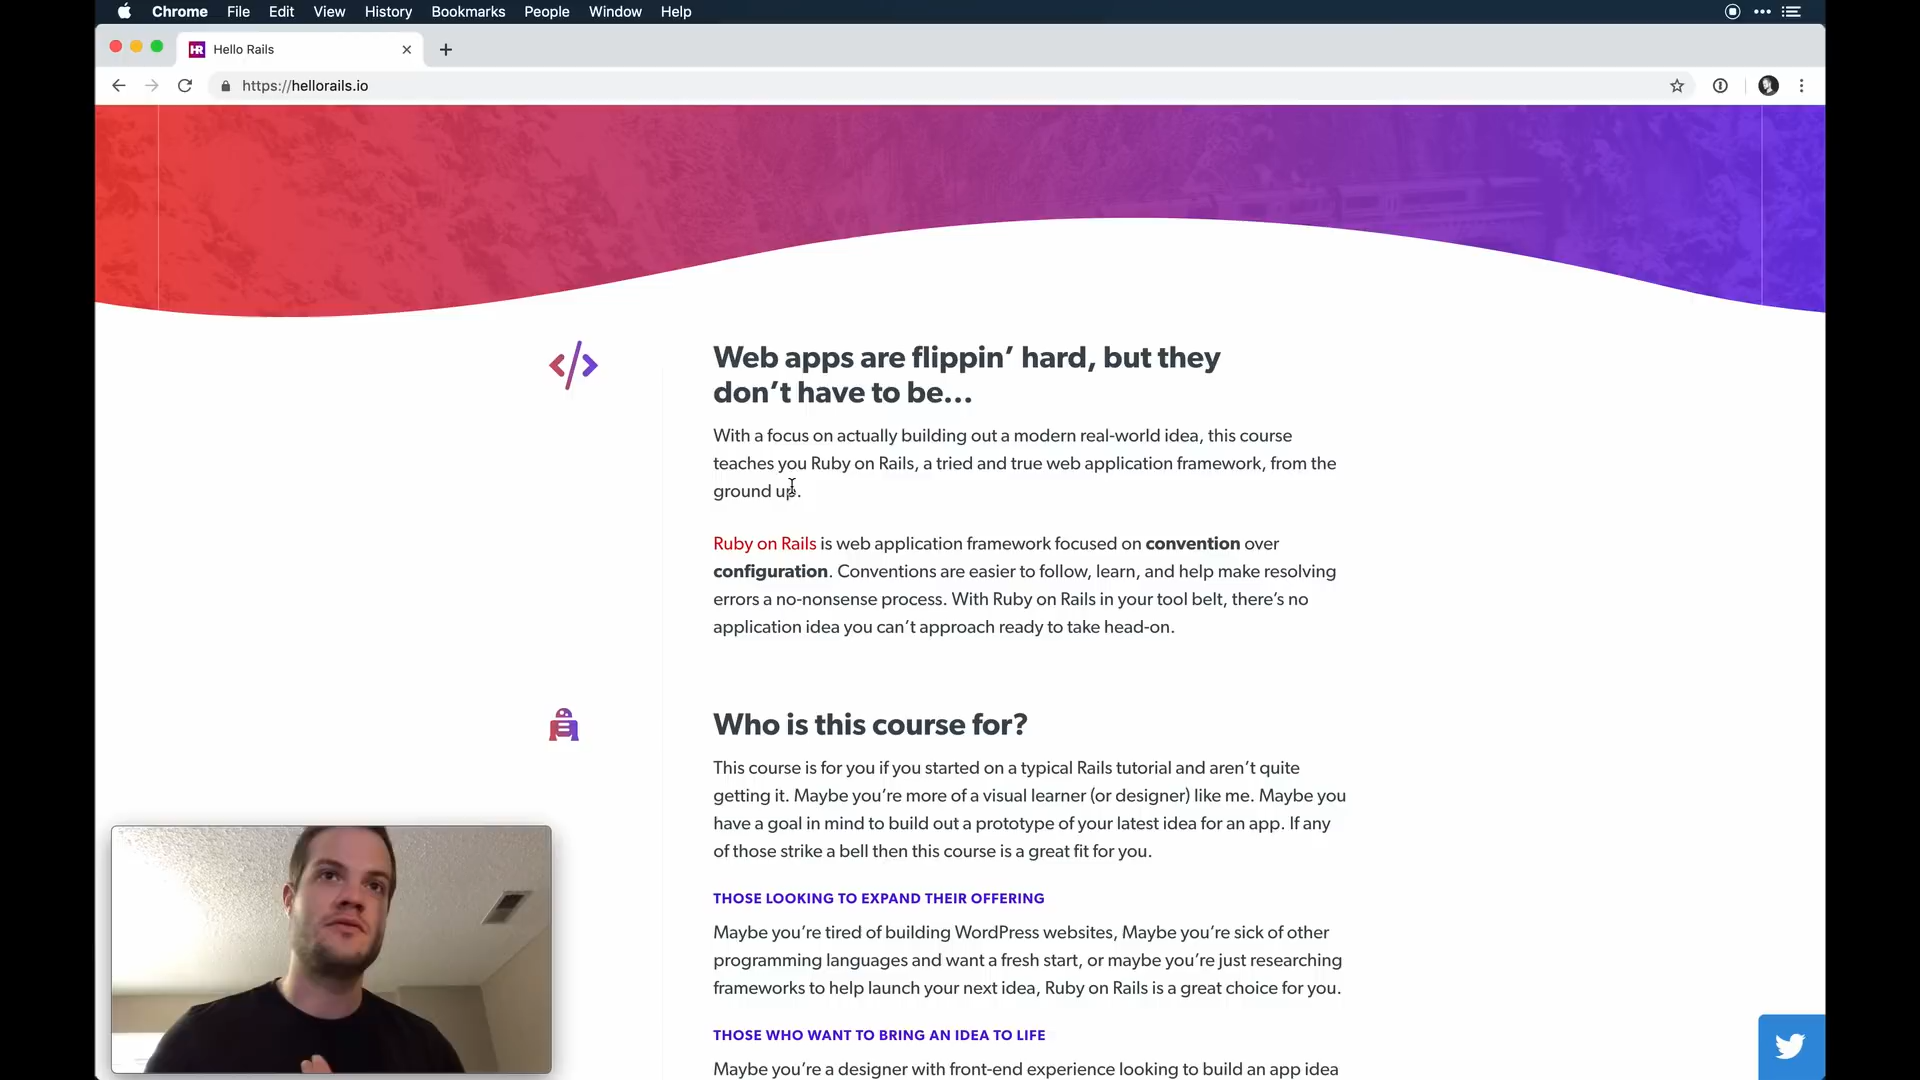 Chrome File Edit View History Bookmarks People Window Help
HR Hello Rails
https://hellorails.io
Web apps are flippin’ hard, but they
don’t have to be…
With a focus on actually building out a modern real-world idea, this course
teaches you Ruby on Rails, a tried and true web application framework, from the
ground up.
Ruby on Rails is web application framework focused on convention over
configuration. Conventions are easier to follow, learn, and help make resolving
errors a no-nonsense process. With Ruby on Rails in your tool belt, there’s no
application idea you can’t approach ready to take head-on.
Who is this course for?
This course is for you if you started on a typical Rails tutorial and aren’t quite
getting it. Maybe you’re more of a visual learner (or designer) like me. Maybe you
have a goal in mind to build out a prototype of your latest idea for an app. If any
of those strike a bell then this course is a great fit for you.
THOSE LOOKING TO EXPAND THEIR OFFERING
Maybe you’re tired of building WordPress websites, Maybe you’re sick of other
programming languages and want a fresh start, or maybe you’re just researching
frameworks to help launch your next idea, Ruby on Rails is a great choice for you.
THOSE WHO WANT TO BRING AN IDEA TO LIFE
Maybe you’re a designer with front-end experience looking to build an app idea